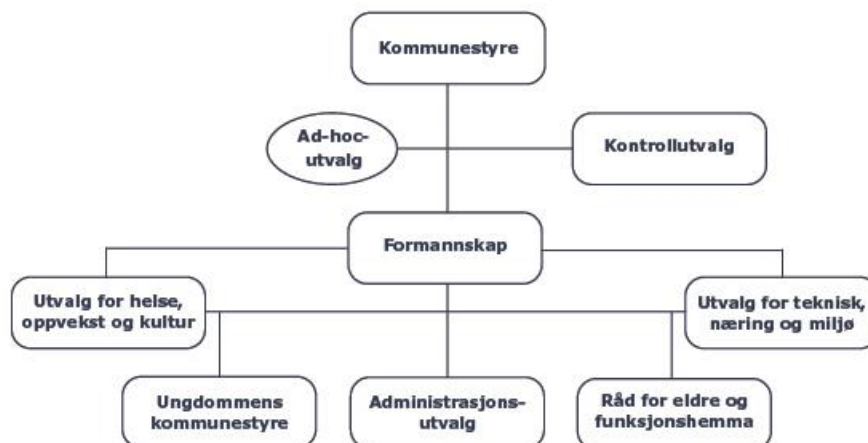 Kommunestyre
Ad-hoc-
utvalg
Kontrollutvalg
Formannskap
Utvalg for helse,
oppvekst og kultur
Utvalg for teknisk,
næring og miljø
Ungdommens
kommunestyre
Administrasjons-
utvalg
Råd for eldre og
funksjonshemma